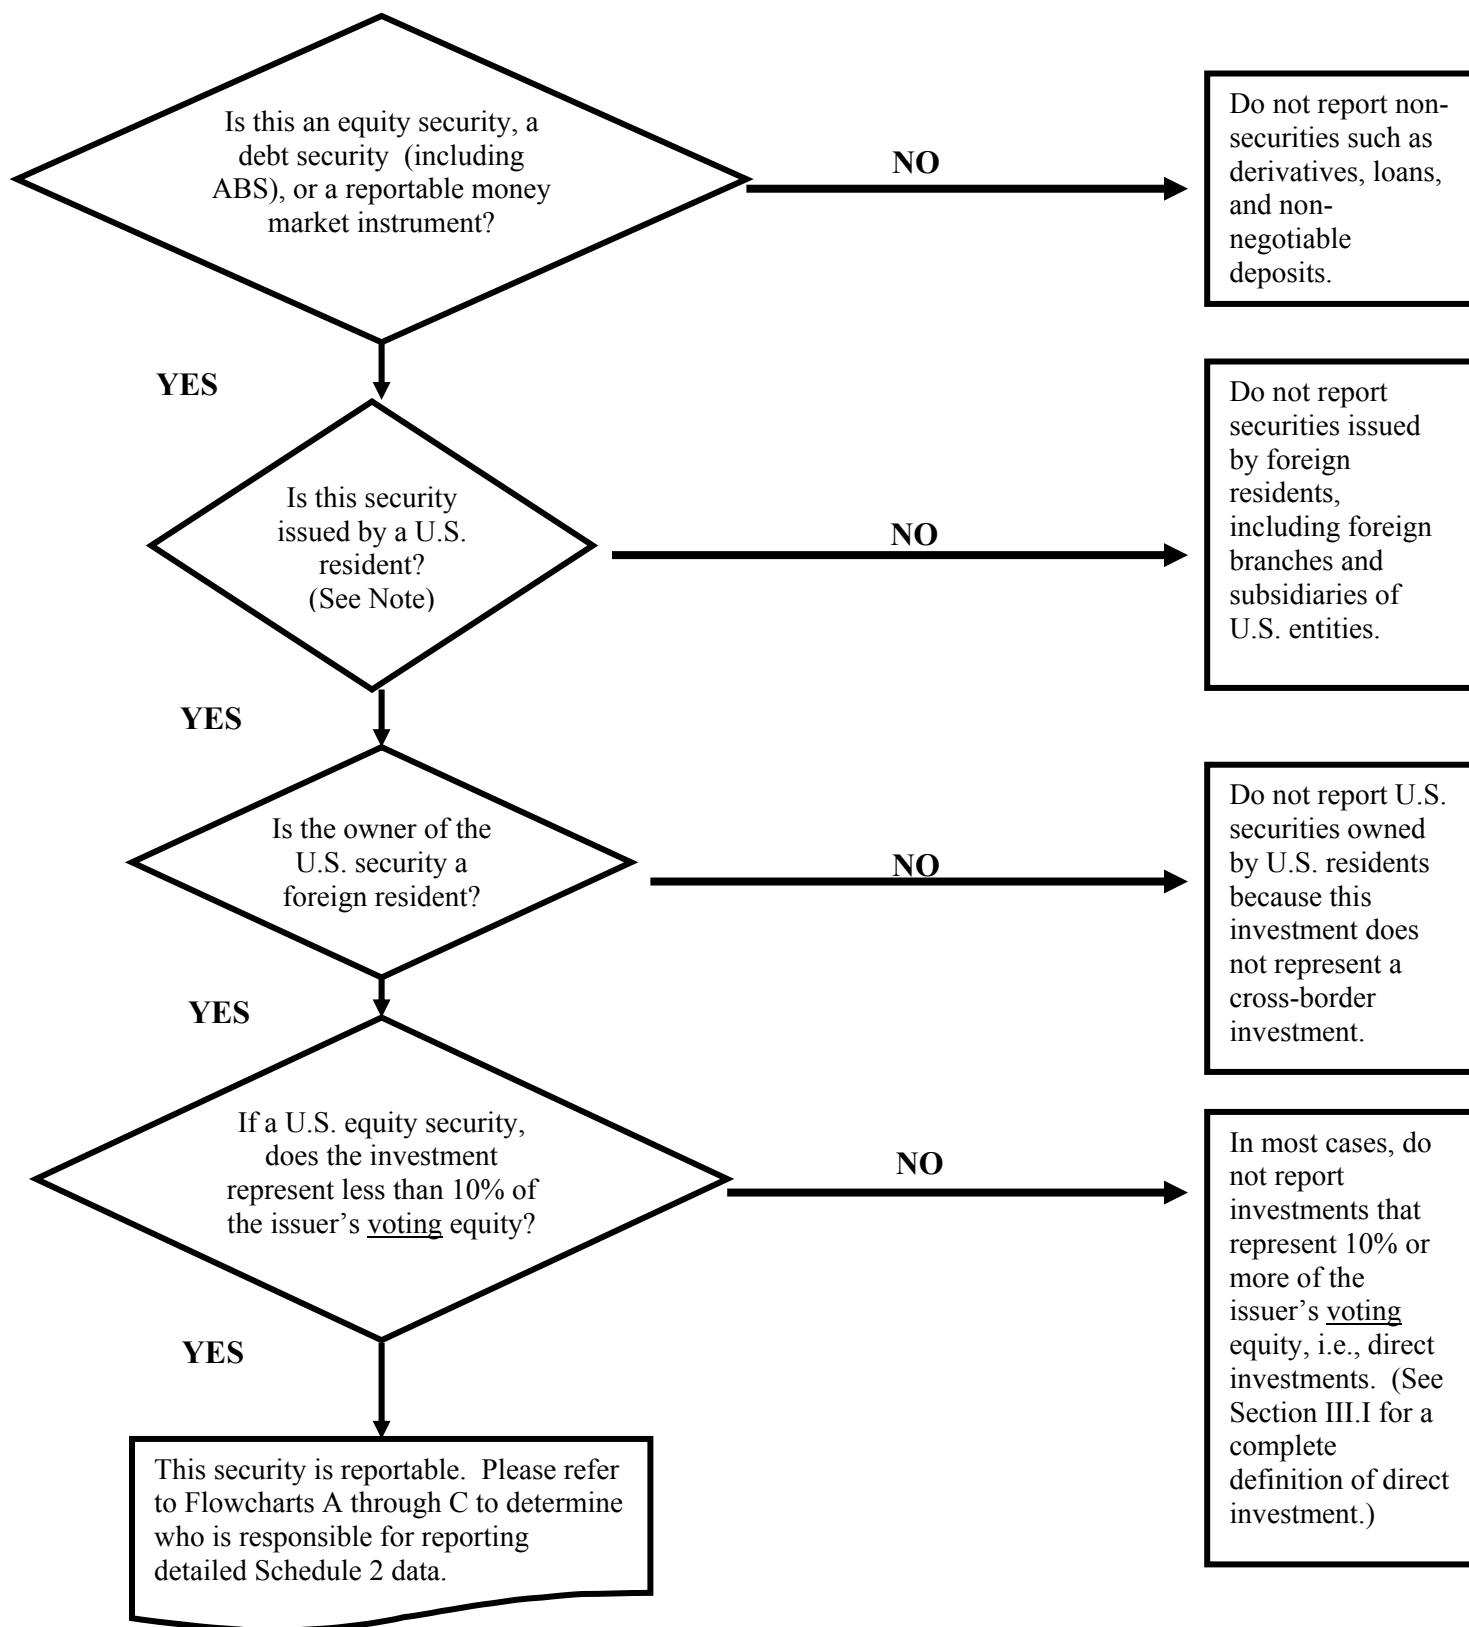 Is this an equity security, a
debt security  (including
ABS), or a reportable money
market instrument?
NO
Do not report non-
securities such as
derivatives, loans,
and non-
negotiable
deposits.
YES
Is this security
issued by a U.S.
resident?
(See Note)
NO
Do not report
securities issued
by foreign
residents,
including foreign
branches and
subsidiaries of
U.S. entities.
YES
Is the owner of the
U.S. security a
foreign resident?
NO
Do not report U.S.
securities owned
by U.S. residents
because this
investment does
not represent a
cross-border
investment.
YES
If a U.S. equity security,
does the investment
represent less than 10% of
the issuer’s voting equity?
NO
In most cases, do
not report
investments that
represent 10% or
more of the
issuer’s voting
equity, i.e., direct
investments.  (See
Section III.I for a
complete
definition of direct
investment.)
YES
This security is reportable.  Please refer
to Flowcharts A through C to determine
who is responsible for reporting
detailed Schedule 2 data.